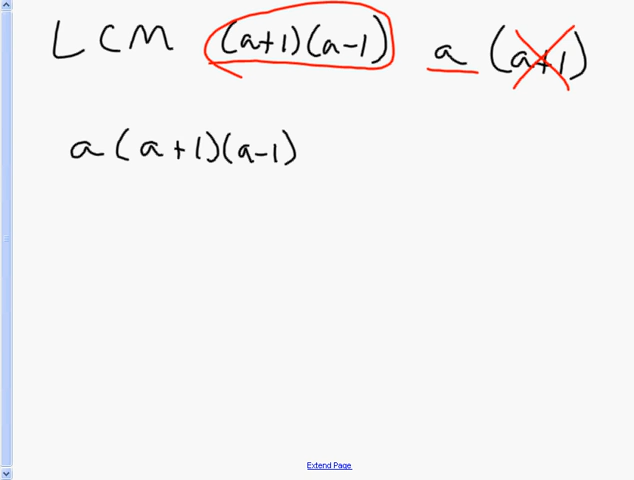 LCM (a+1)(a-1) a (a+1)
a (a+1)(a-1)
Extend Page